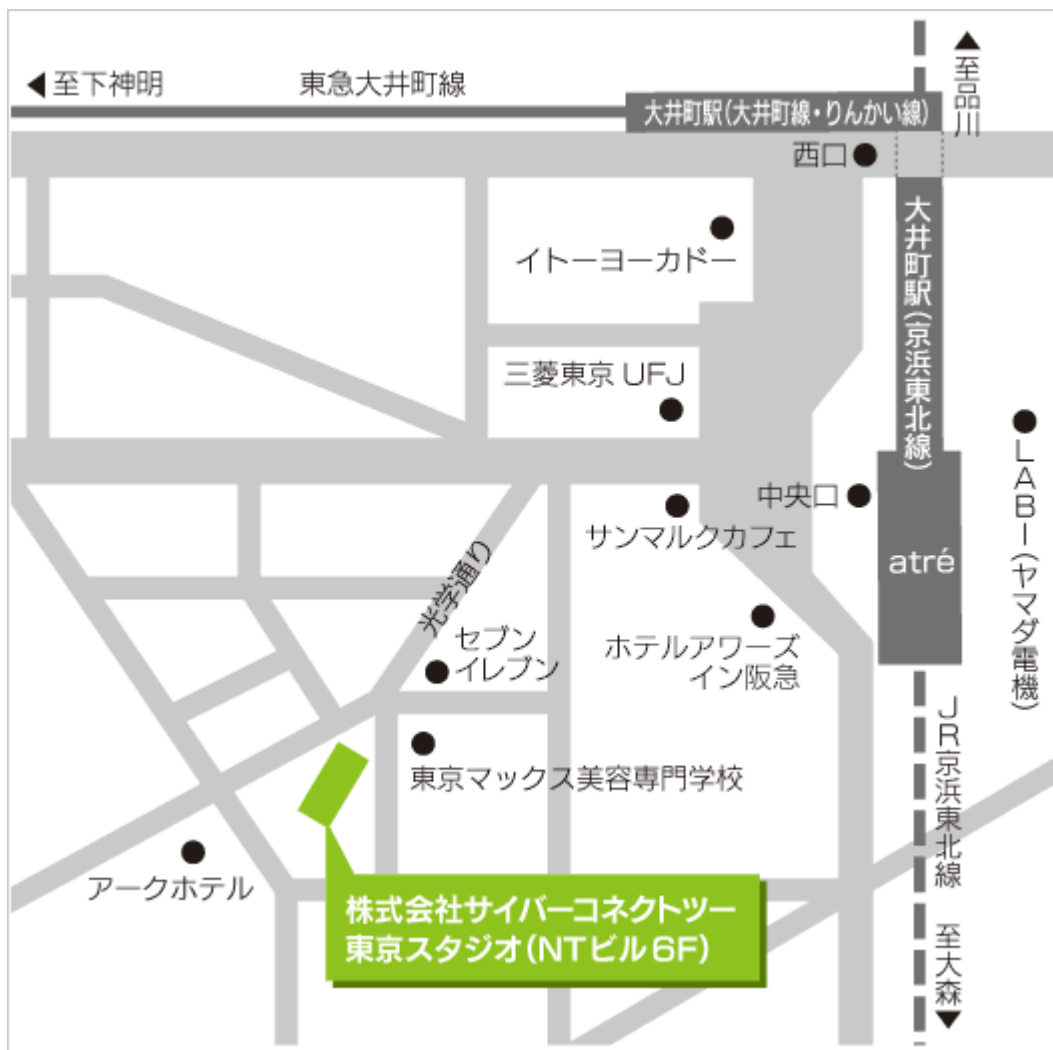 至下神明
東急大井町線
大井町駅(大井町線・りんかい線)
至品川
西口
大井町駅(京浜東北線)
イトーヨーカドー
三菱東京 UFJ
LABI(ヤマダ電機)
中央口
サンマルクカフェ
atré
光学通り
セブン
イレブン
ホテルアワーズ
イン阪急
JR京浜東北線
東京マックス美容専門学校
アークホテル
株式会社サイバーコネクトツー
東京スタジオ(NTビル6F)
至大森